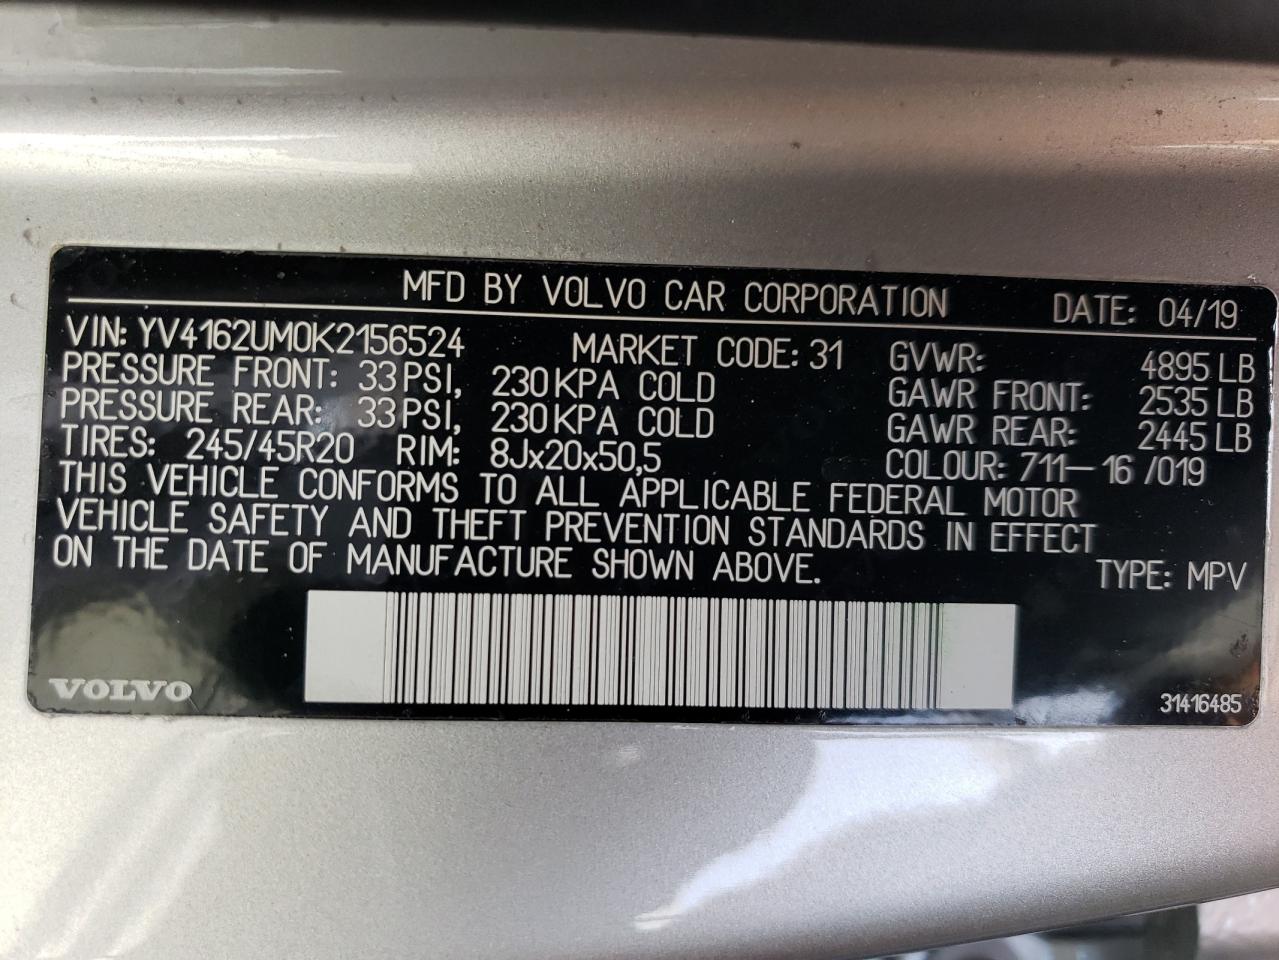 MFD BY VOLVO CAR CORPORATION DATE: 04/19
VIN: YV4162UM0K2156524 MARKET CODE: 31 GVWR: 4895 LB
PRESSURE FRONT: 33 PSI, 230 KPA COLD GAWR FRONT: 2535 LB
PRESSURE REAR: 33 PSI, 230 KPA COLD GAWR REAR: 2445 LB
TIRES: 245/45R20 RIM: 8Jx20x50,5 COLOUR: 711-16 /019
THIS VEHICLE CONFORMS TO ALL APPLICABLE FEDERAL MOTOR
VEHICLE SAFETY AND THEFT PREVENTION STANDARDS IN EFFECT
ON THE DATE OF MANUFACTURE SHOWN ABOVE. TYPE: MPV
VOLVO 31416485